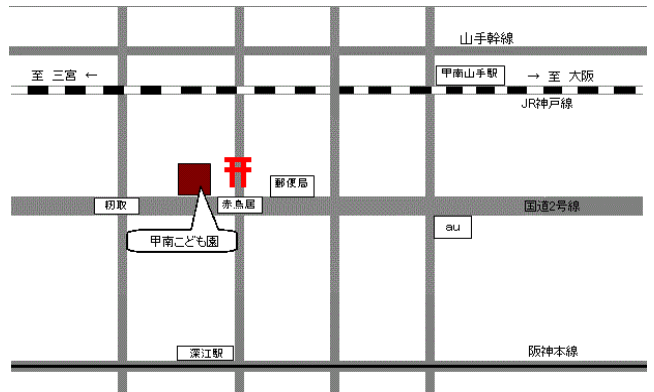 山手幹線
至 三宮 ←
甲南山手駅
→ 至 大阪
JR神戸線
郵便局
籾取
赤鳥居
国道2号線
au
甲南こども園
深江駅
阪神本線